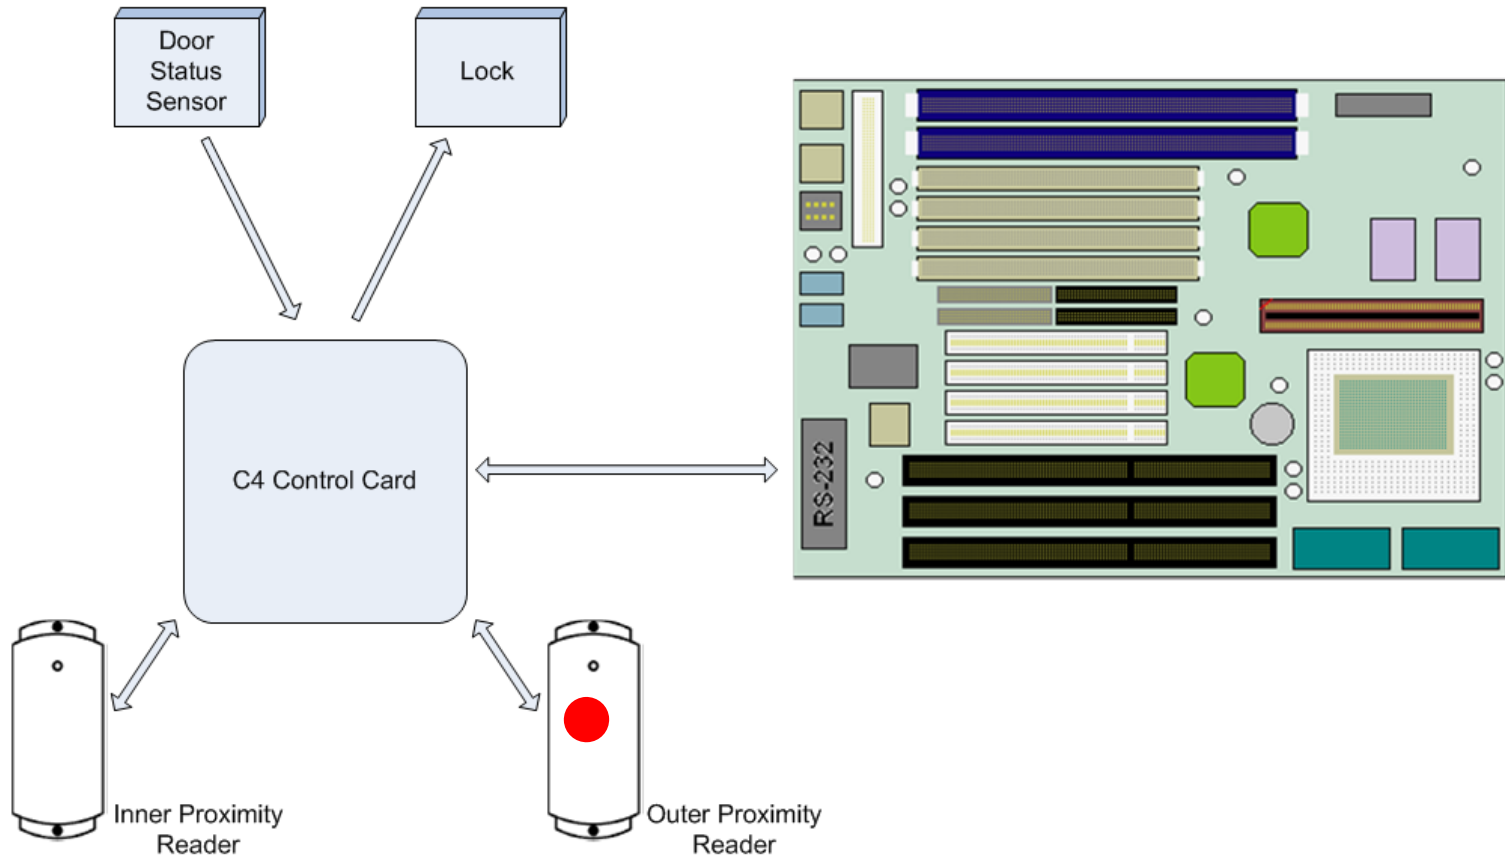 Door
Status
Sensor
Lock
C4 Control Card
RS-232
Inner Proximity
Reader
Outer Proximity
Reader